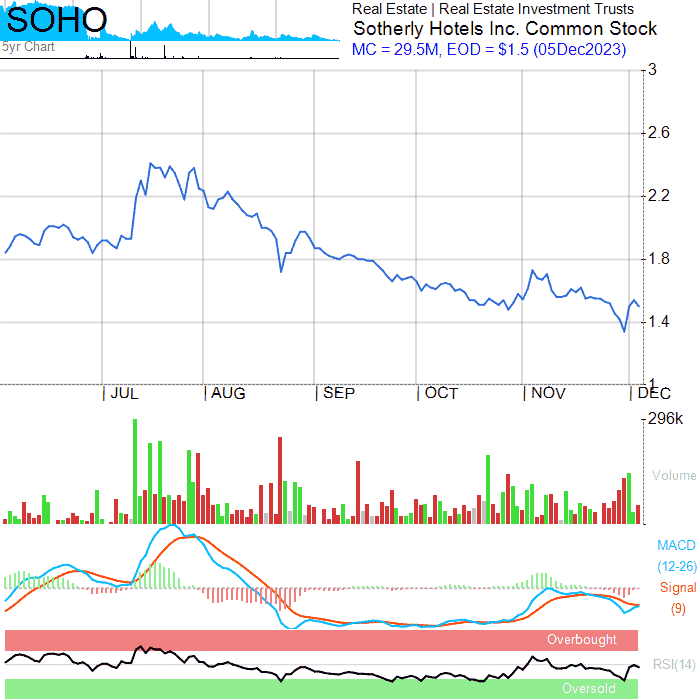 SOHO
5yr Chart
Real Estate | Real Estate Investment Trusts
Sotherly Hotels Inc. Common Stock
MC = 29.5M, EOD = $1.5 (05Dec2023)
3
2.6
2.2
1.8
1.4
1
| JUL | AUG | SEP | OCT | NOV | DEC
296k
Volume
MACD
(12-26)
Signal
(9)
Overbought
RSI(14)
Oversold